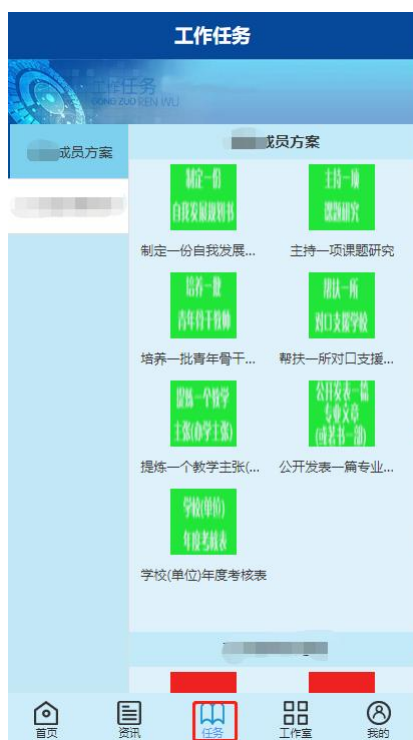 工作任务
工作任务
GONG ZUO REN WU
成员方案
成员方案
制定一份
自我发展规划书
主持一项
课题研究
制定一份自我发展...
主持一项课题研究
培养一批
青年骨干教师
帮扶一所
对口支援学校
培养一批青年骨干...
帮扶一所对口支援...
提炼一个教学
主张(办学主张)
公开发表一篇
专业文章
(或著书一部)
提炼一个教学主张(...
公开发表一篇专业...
学校(单位)
年度考核表
学校(单位)年度考核表
首页
资讯
任务
工作室
我的